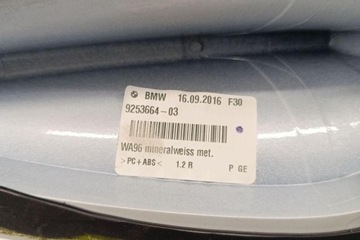 BMW 16.09.2016 F30
9253664-03
WA96 mineralweiss met.
>PC+ABS< 1.2 R P GE